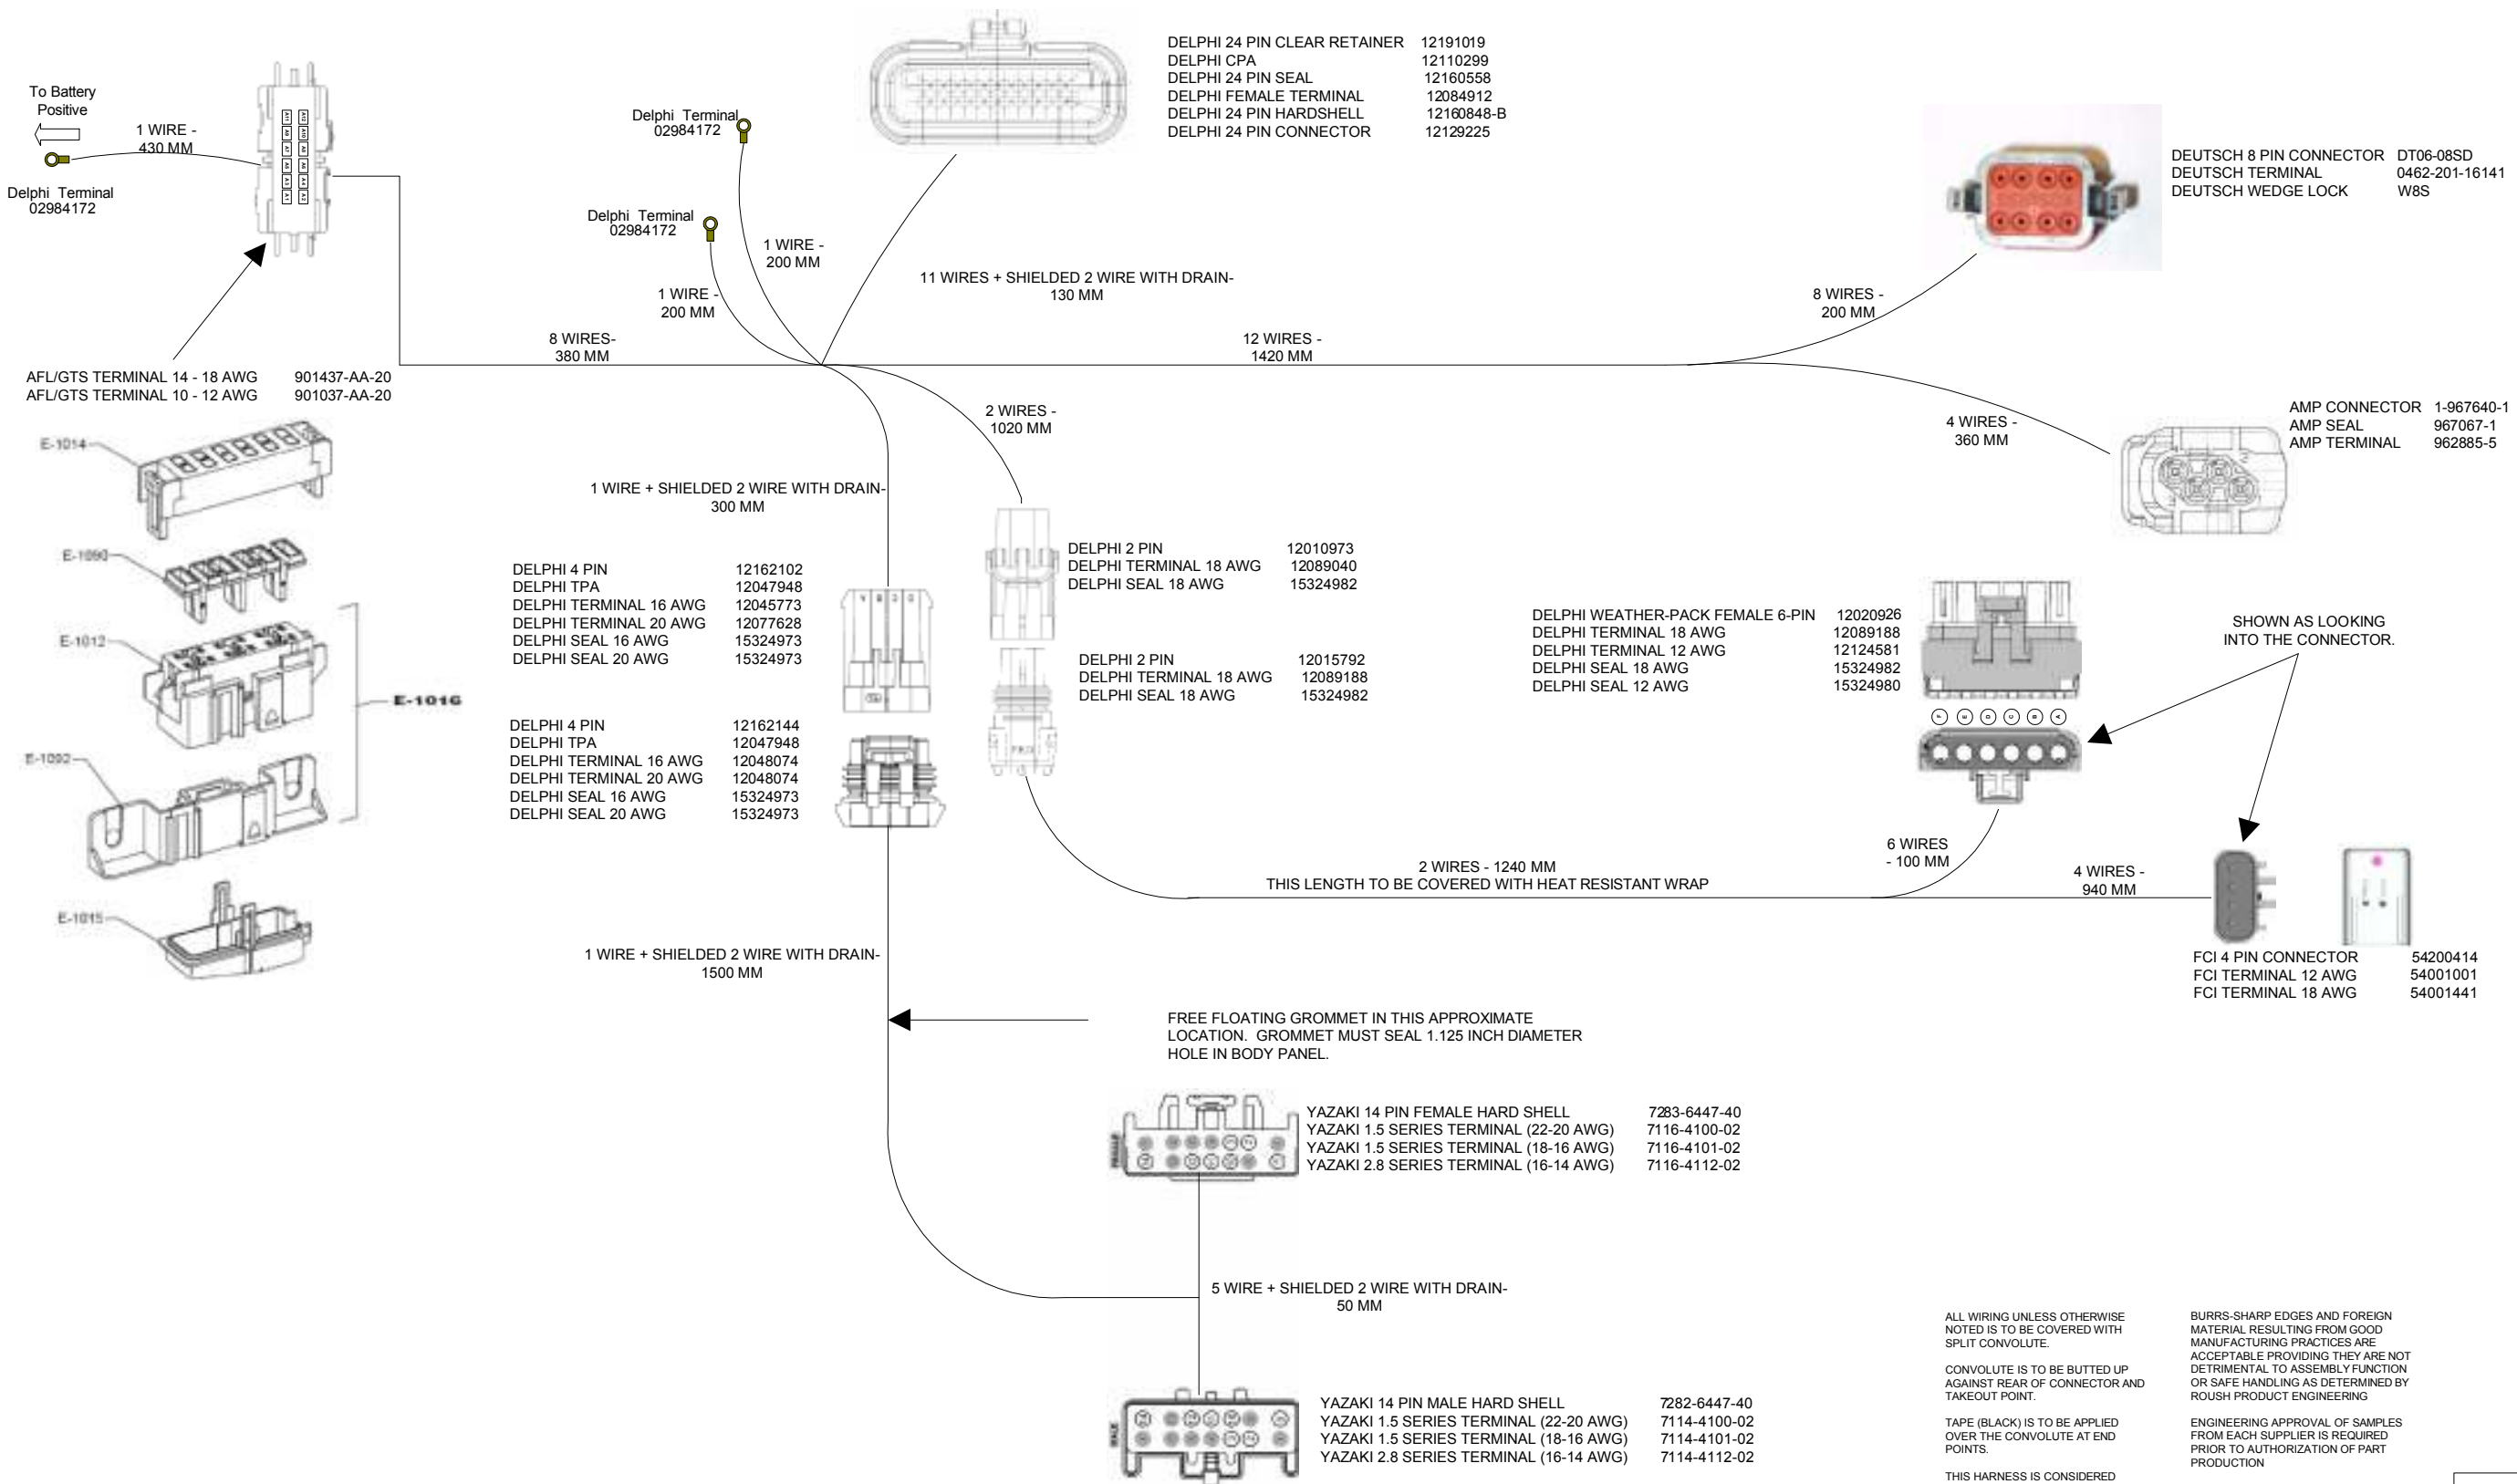 To Battery
Positive
1 WIRE -
430 MM
Delphi Terminal
02984172
AFL/GTS TERMINAL 14 - 18 AWG 901437-AA-20
AFL/GTS TERMINAL 10 - 12 AWG 901037-AA-20
E-1014
E-1012
E-1016
E-1092
E-1015
Delphi Terminal
02984172
Delphi Terminal
02984172
1 WIRE -
200 MM
1 WIRE -
200 MM
8 WIRES-
380 MM
DELPHI 24 PIN CLEAR RETAINER 12191019
DELPHI CPA 12110299
DELPHI 24 PIN SEAL 12160558
DELPHI FEMALE TERMINAL 12084912
DELPHI 24 PIN HARDSHELL 12160848-B
DELPHI 24 PIN CONNECTOR 12129225
11 WIRES + SHIELDED 2 WIRE WITH DRAIN-
130 MM
12 WIRES -
1420 MM
8 WIRES -
200 MM
DEUTSCH 8 PIN CONNECTOR DT06-08SD
DEUTSCH TERMINAL 0462-201-16141
DEUTSCH WEDGE LOCK W8S
4 WIRES -
360 MM
AMP CONNECTOR 1-967640-1
AMP SEAL 967067-1
AMP TERMINAL 962885-5
2 WIRES -
1020 MM
1 WIRE + SHIELDED 2 WIRE WITH DRAIN-
300 MM
DELPHI 4 PIN 12162102
DELPHI TPA 12047948
DELPHI TERMINAL 16 AWG 12045773
DELPHI TERMINAL 20 AWG 12077628
DELPHI SEAL 16 AWG 15324973
DELPHI SEAL 20 AWG 15324973
DELPHI 4 PIN 12162144
DELPHI TPA 12047948
DELPHI TERMINAL 16 AWG 12048074
DELPHI TERMINAL 20 AWG 12048074
DELPHI SEAL 16 AWG 15324973
DELPHI SEAL 20 AWG 15324973
DELPHI 2 PIN 12010973
DELPHI TERMINAL 18 AWG 12089040
DELPHI SEAL 18 AWG 15324982
DELPHI 2 PIN 12015792
DELPHI TERMINAL 18 AWG 12089188
DELPHI SEAL 18 AWG 15324982
DELPHI WEATHER-PACK FEMALE 6-PIN 12020926
DELPHI TERMINAL 18 AWG 12089188
DELPHI TERMINAL 12 AWG 12124581
DELPHI SEAL 18 AWG 15324982
DELPHI SEAL 12 AWG 15324980
F E D C B A
SHOWN AS LOOKING
INTO THE CONNECTOR.
6 WIRES
- 100 MM
2 WIRES - 1240 MM
THIS LENGTH TO BE COVERED WITH HEAT RESISTANT WRAP
4 WIRES -
940 MM
FCI 4 PIN CONNECTOR 54200414
FCI TERMINAL 12 AWG 54001001
FCI TERMINAL 18 AWG 54001441
1 WIRE + SHIELDED 2 WIRE WITH DRAIN-
1500 MM
FREE FLOATING GROMMET IN THIS APPROXIMATE
LOCATION. GROMMET MUST SEAL 1.125 INCH DIAMETER
HOLE IN BODY PANEL.
FEMALE
YAZAKI 14 PIN FEMALE HARD SHELL 7283-6447-40
YAZAKI 1.5 SERIES TERMINAL (22-20 AWG) 7116-4100-02
YAZAKI 1.5 SERIES TERMINAL (18-16 AWG) 7116-4101-02
YAZAKI 2.8 SERIES TERMINAL (16-14 AWG) 7116-4112-02
5 WIRE + SHIELDED 2 WIRE WITH DRAIN-
50 MM
MALE
YAZAKI 14 PIN MALE HARD SHELL 7282-6447-40
YAZAKI 1.5 SERIES TERMINAL (22-20 AWG) 7114-4100-02
YAZAKI 1.5 SERIES TERMINAL (18-16 AWG) 7114-4101-02
YAZAKI 2.8 SERIES TERMINAL (16-14 AWG) 7114-4112-02
ALL WIRING UNLESS OTHERWISE
NOTED IS TO BE COVERED WITH
SPLIT CONVOLUTE.
CONVOLUTE IS TO BE BUTTED UP
AGAINST REAR OF CONNECTOR AND
TAKEOUT POINT.
TAPE (BLACK) IS TO BE APPLIED
OVER THE CONVOLUTE AT END
POINTS.
THIS HARNESS IS CONSIDERED
BURRS-SHARP EDGES AND FOREIGN
MATERIAL RESULTING FROM GOOD
MANUFACTURING PRACTICES ARE
ACCEPTABLE PROVIDING THEY ARE NOT
DETRIMENTAL TO ASSEMBLY FUNCTION
OR SAFE HANDLING AS DETERMINED BY
ROUSH PRODUCT ENGINEERING
ENGINEERING APPROVAL OF SAMPLES
FROM EACH SUPPLIER IS REQUIRED
PRIOR TO AUTHORIZATION OF PART
PRODUCTION